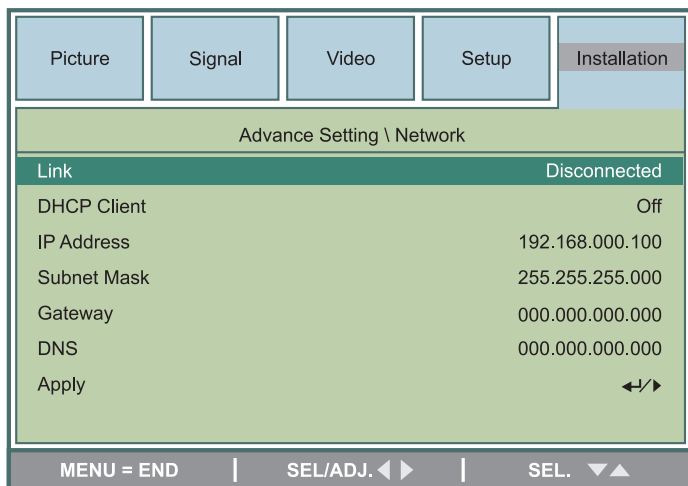 Picture Signal Video Setup Installation
Advance Setting \ Network
Link Disconnected
DHCP Client Off
IP Address 192.168.000.100
Subnet Mask 255.255.255.000
Gateway 000.000.000.000
DNS 000.000.000.000
Apply
MENU = END | SEL/ADJ. | SEL.